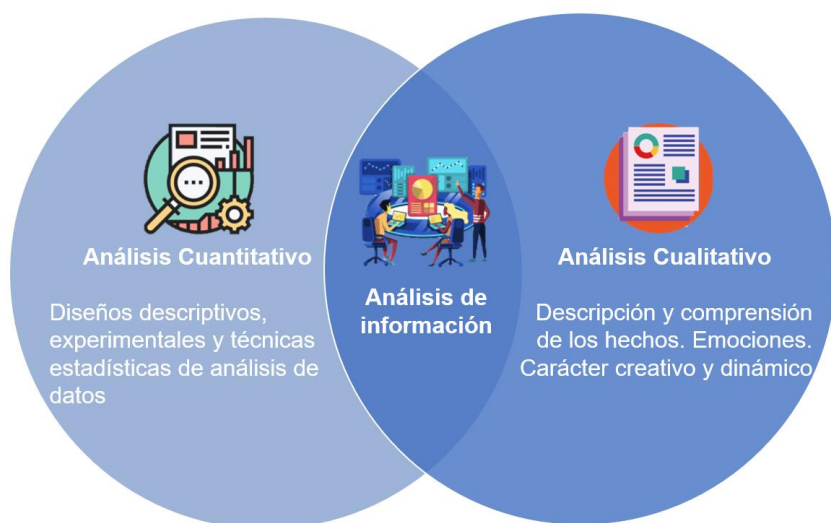 Análisis Cuantitativo
Diseños descriptivos,
experimentales y técnicas
estadísticas de análisis de
datos
Análisis de
información
Análisis Cualitativo
Descripción y comprensión
de los hechos. Emociones.
Carácter creativo y dinámico